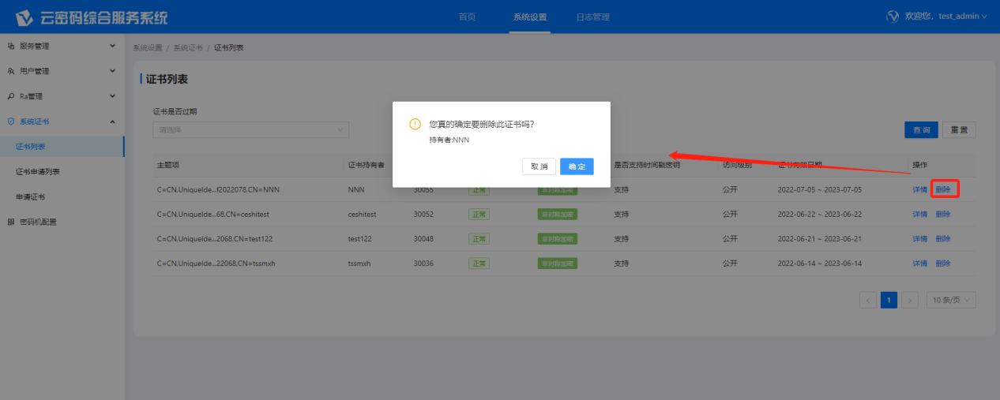 云密码综合服务系统
首页
系统设置
日志管理
欢迎您，test_admin
服务管理
用户管理
Ra管理
系统证书
证书列表
证书申请列表
申请证书
密码机配置
系统设置 / 系统证书 / 证书列表
证书列表
证书是否过期
请选择
查 询
重 置
您真的确定要删除此证书吗?
持有者:NNN
取 消
确 定
主题项 证书持有者 是否支持时间戳密钥 访问级别 证书有效日期 操作
C=CN,UniqueIde...f2022078,CN=NNN NNN 30055 正常 非对称加密 支持 公开 2022-07-05 ~ 2023-07-05 详情 删除
C=CN,UniqueIde...68,CN=ceshitest ceshitest 30052 正常 非对称加密 支持 公开 2022-06-22 ~ 2023-06-22 详情 删除
C=CN,UniqueIde...2068,CN=test122 test122 30048 正常 非对称加密 支持 公开 2022-06-21 ~ 2023-06-21 详情 删除
C=CN,UniqueIde...22068,CN=tssmxh tssmxh 30036 正常 非对称加密 支持 公开 2022-06-14 ~ 2023-06-14 详情 删除
< 1 > 10 条/页